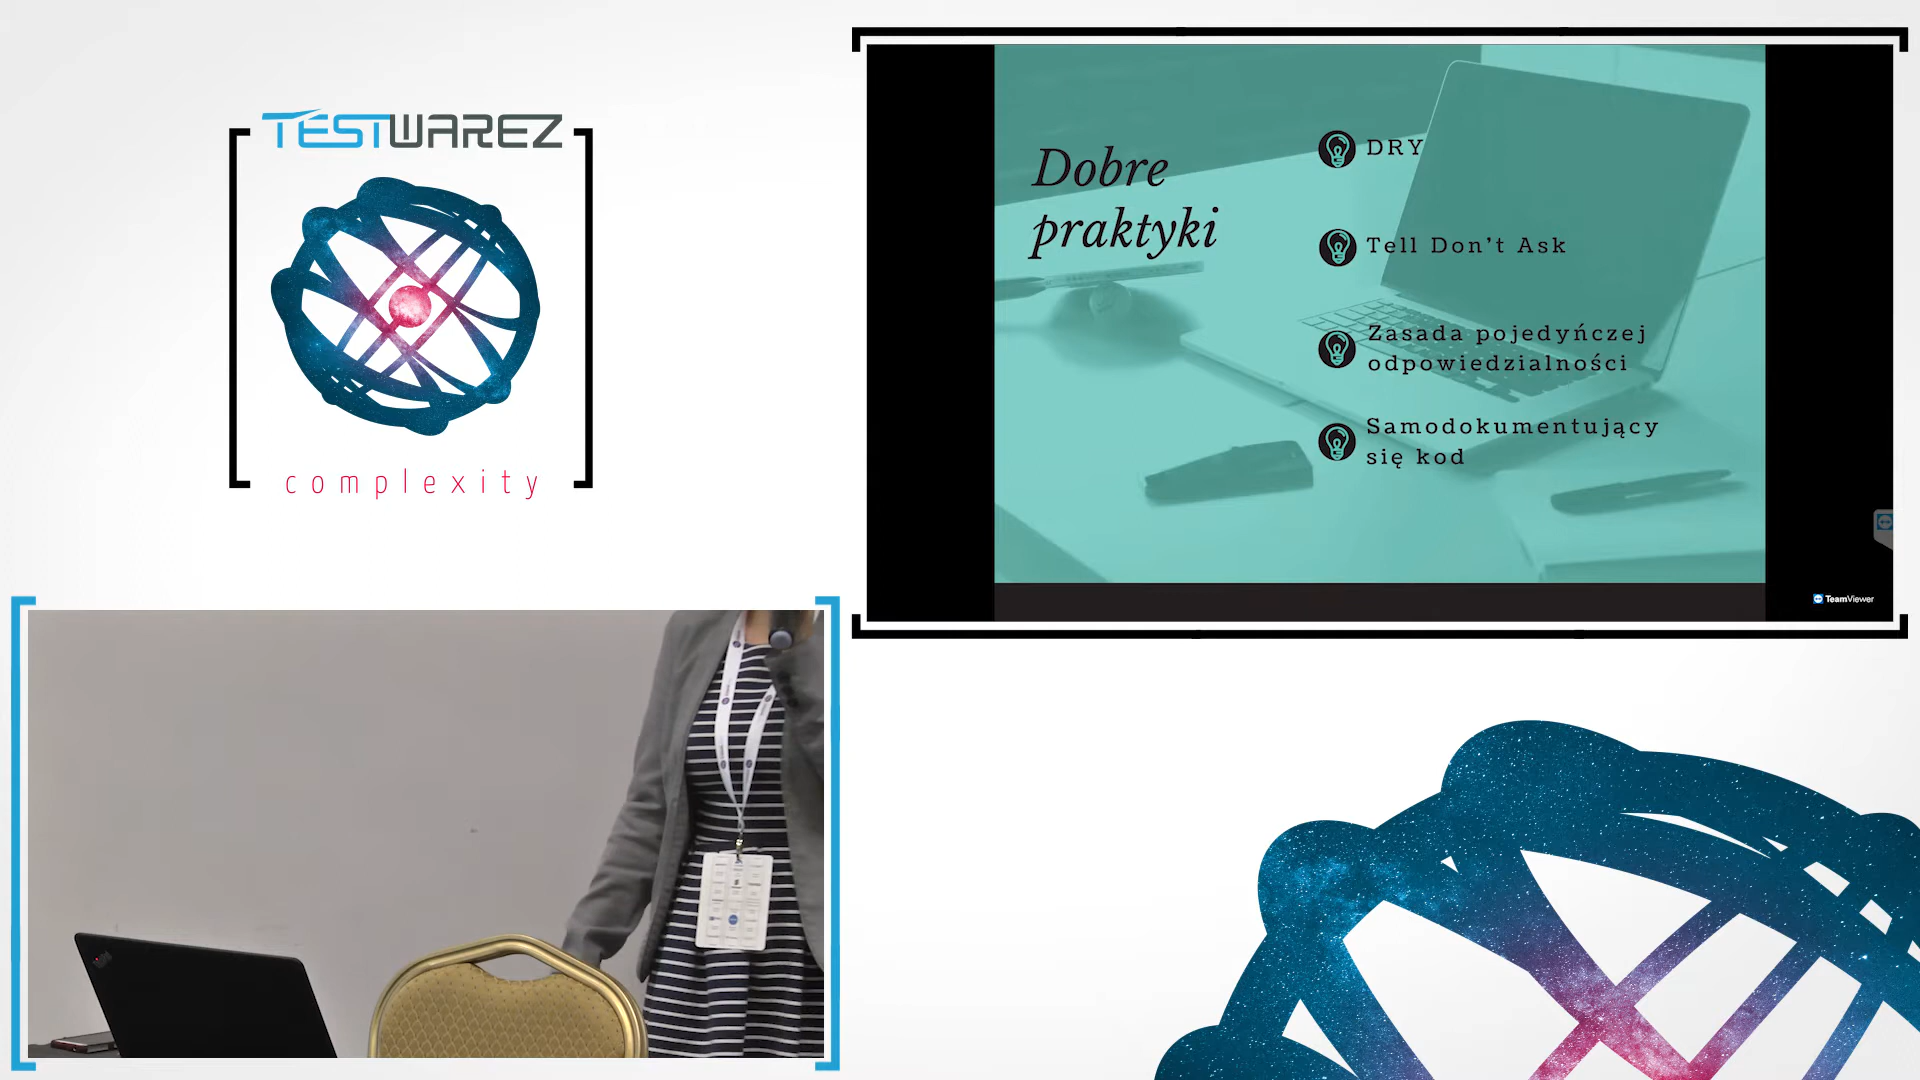 TESTWAREZ
complexity
Dobre
praktyki
DRY
Tell Don't Ask
Zasada pojedyńczej
odpowiedzialności
Samodokumentujący
się kod
TeamViewer